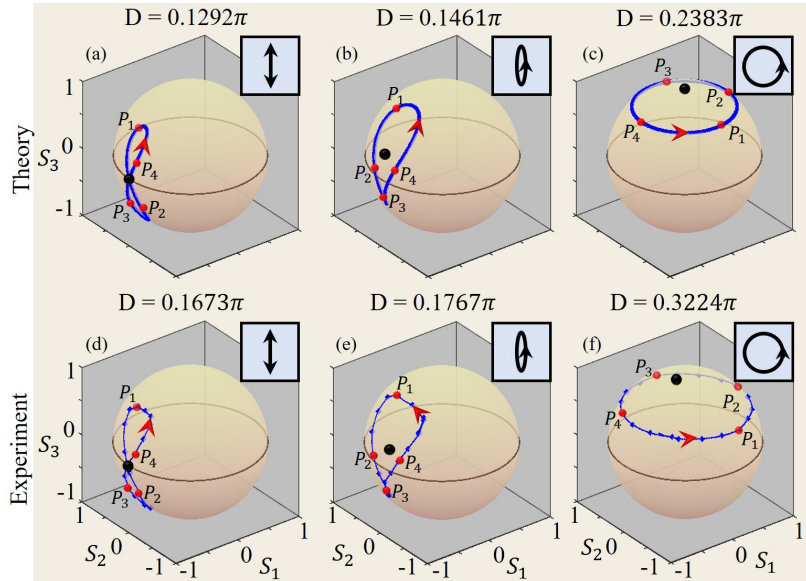 D = 0.1292π D = 0.1461π D = 0.2383π
(a) (b) (c)
Theory
S₃
1
0
-1
P₁
P₄
P₃ P₂
P₁
P₂ P₄
P₃
P₃
P₂
P₄ P₁
D = 0.1673π D = 0.1767π D = 0.3224π
(d) (e) (f)
Experiment
S₃
1
0
-1
P₁
P₄
P₃ P₂
P₁
P₂ P₄
P₃
P₃
P₂
P₄ P₁
S₂ 0 -1 -1 0 S₁ 1
S₂ 0 -1 -1 0 S₁ 1
S₂ 0 -1 -1 0 S₁ 1